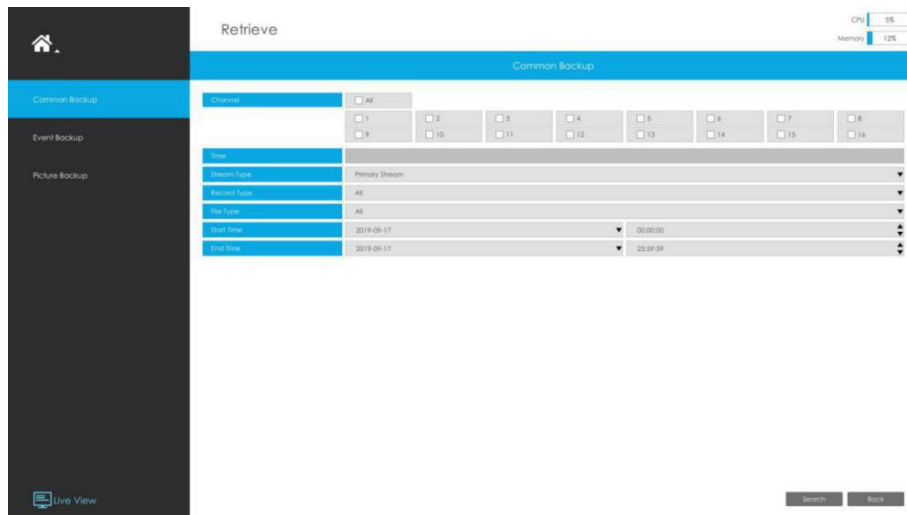 Retrieve
CPU 5%
Memory 12%
Common Backup
Common Backup
Event Backup
Picture Backup
Live View
Channel All
1 2 3 4 5 6 7 8
9 10 11 12 13 14 15 16
Time
Stream Type Primary Stream
Record Type All
File Type All
Start Time 2019-09-17 00:00:00
End Time 2019-09-17 23:59:59
Search Back